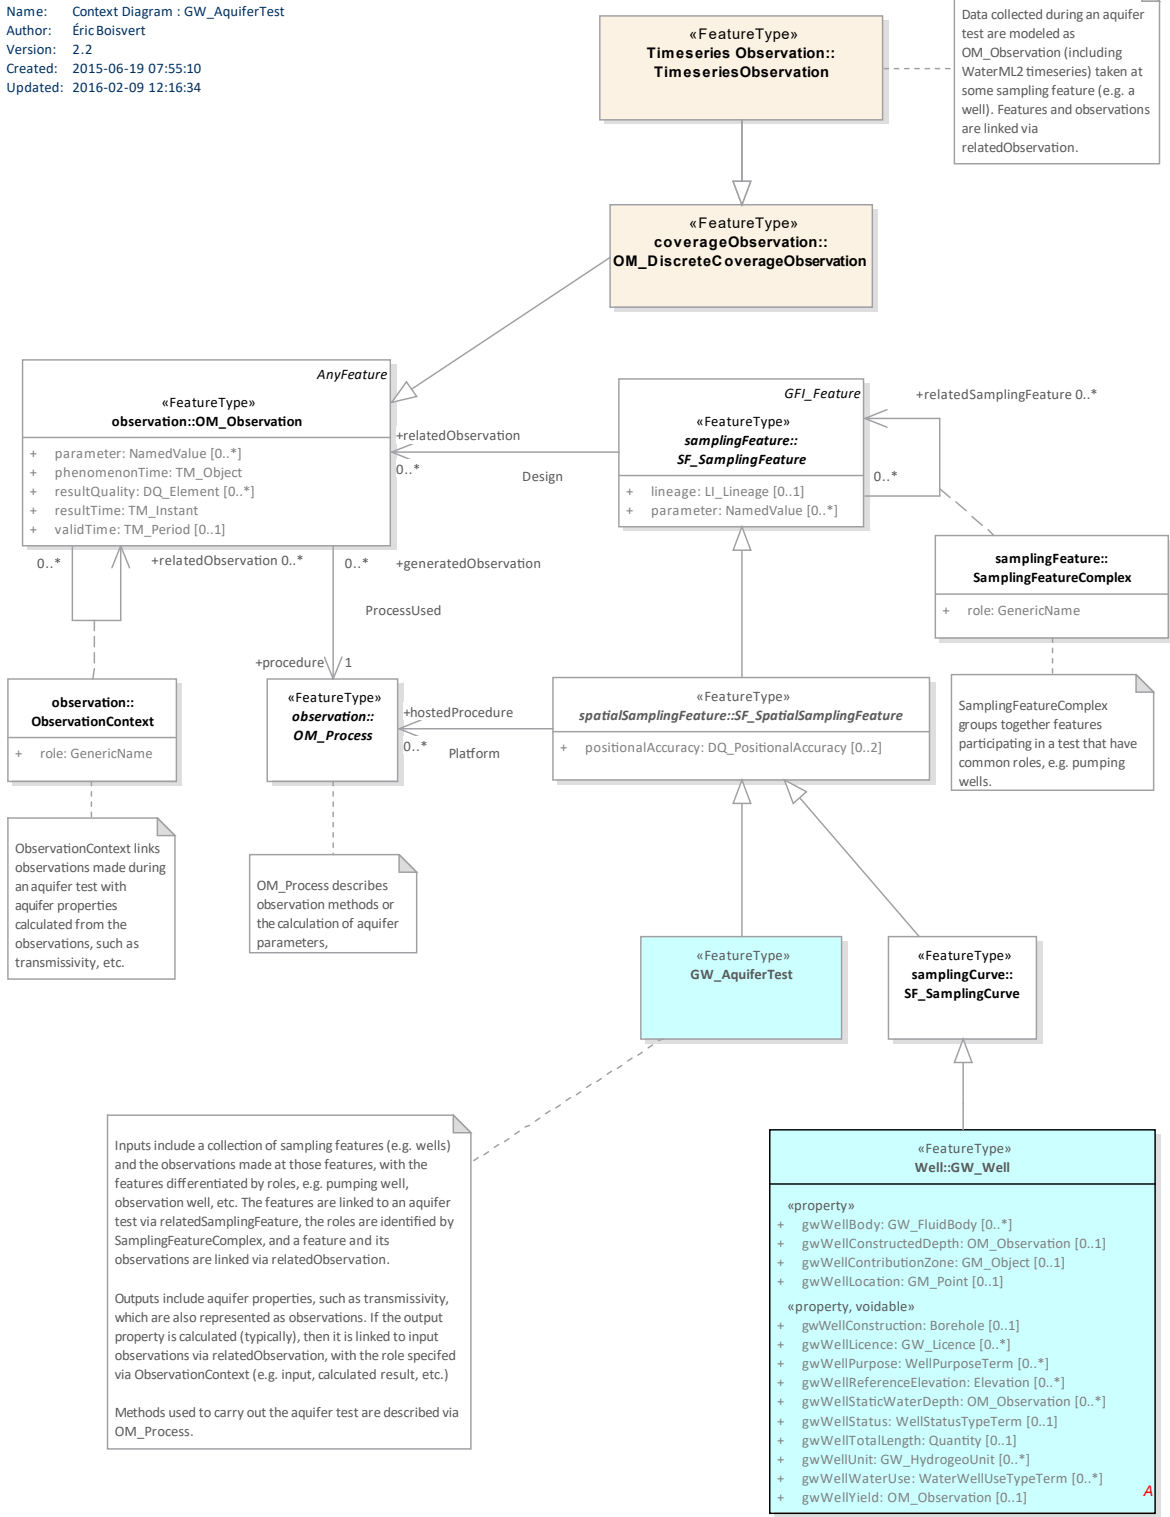 Name: Context Diagram : GW_AquiferTest
Author: Éric Boisvert
Version: 2.2
Created: 2015-06-19 07:55:10
Updated: 2016-02-09 12:16:34
«FeatureType»
Timeseries Observation::
TimeseriesObservation
Data collected during an aquifer
test are modeled as
OM_Observation (including
WaterML2 timeseries) taken at
some sampling feature (e.g. a
well). Features and observations
are linked via
relatedObservation.
«FeatureType»
coverageObservation::
OM_DiscreteCoverageObservation
AnyFeature
«FeatureType»
observation::OM_Observation
+ parameter: NamedValue [0..*]
+ phenomenonTime: TM_Object
+ resultQuality: DQ_Element [0..*]
+ resultTime: TM_Instant
+ validTime: TM_Period [0..1]
+relatedObservation
0..*
Design
GFI_Feature
«FeatureType»
samplingFeature::
SF_SamplingFeature
+ lineage: LI_Lineage [0..1]
+ parameter: NamedValue [0..*]
+relatedSamplingFeature 0..*
0..*
samplingFeature::
SamplingFeatureComplex
+ role: GenericName
0..*
+relatedObservation 0..*
0..*
+generatedObservation
ProcessUsed
+procedure 1
observation::
ObservationContext
+ role: GenericName
«FeatureType»
observation::
OM_Process
+hostedProcedure
0..*
Platform
«FeatureType»
spatialSamplingFeature::SF_SpatialSamplingFeature
+ positionalAccuracy: DQ_PositionalAccuracy [0..2]
SamplingFeatureComplex
groups together features
participating in a test that have
common roles, e.g. pumping
wells.
ObservationContext links
observations made during
an aquifer test with
aquifer properties
calculated from the
observations, such as
transmissivity, etc.
OM_Process describes
observation methods or
the calculation of aquifer
parameters,
«FeatureType»
GW_AquiferTest
«FeatureType»
samplingCurve::
SF_SamplingCurve
Inputs include a collection of sampling features (e.g. wells)
and the observations made at those features, with the
features differentiated by roles, e.g. pumping well,
observation well, etc. The features are linked to an aquifer
test via relatedSamplingFeature, the roles are identified by
SamplingFeatureComplex, and a feature and its
observations are linked via relatedObservation.
Outputs include aquifer properties, such as transmissivity,
which are also represented as observations. If the output
property is calculated (typically), then it is linked to input
observations via relatedObservation, with the role specifed
via ObservationContext (e.g. input, calculated result, etc.)
Methods used to carry out the aquifer test are described via
OM_Process.
«FeatureType»
Well::GW_Well
«property»
+ gwWellBody: GW_FluidBody [0..*]
+ gwWellConstructedDepth: OM_Observation [0..1]
+ gwWellContributionZone: GM_Object [0..1]
+ gwWellLocation: GM_Point [0..1]
«property, voidable»
+ gwWellConstruction: Borehole [0..1]
+ gwWellLicence: GW_Licence [0..*]
+ gwWellPurpose: WellPurposeTerm [0..*]
+ gwWellReferenceElevation: Elevation [0..*]
+ gwWellStaticWaterDepth: OM_Observation [0..*]
+ gwWellStatus: WellStatusTypeTerm [0..1]
+ gwWellTotalLength: Quantity [0..1]
+ gwWellUnit: GW_HydrogeoUnit [0..*]
+ gwWellWaterUse: WaterWellUseTypeTerm [0..*]
+ gwWellYield: OM_Observation [0..1]
A